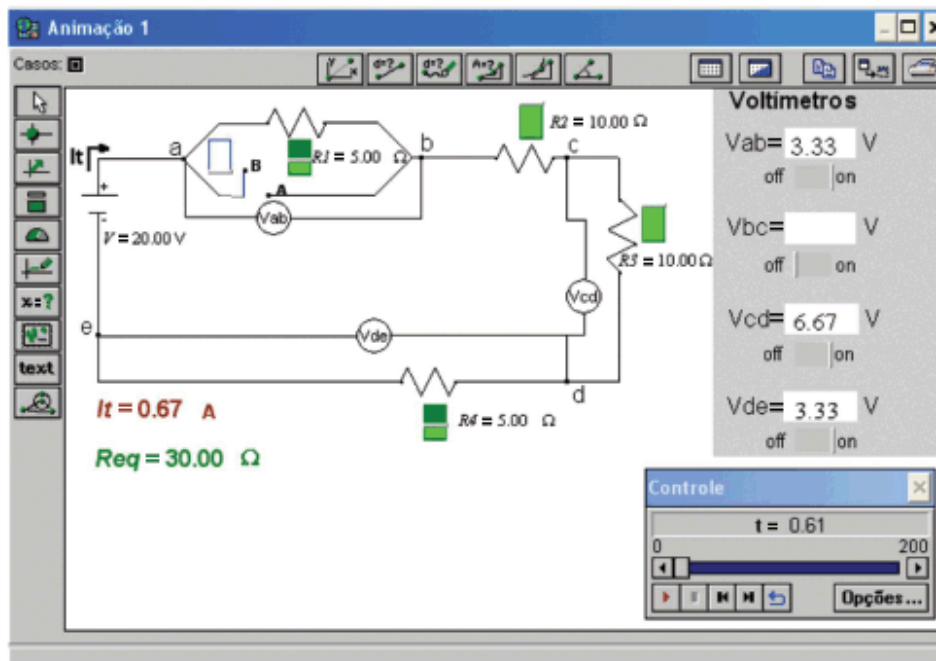 Animação 1
Casos:
y x d=? d=? A=?
Voltímetros
Vab= 3.33 V
off on
Vbc=
off on
Vcd= 6.67 V
off on
Vde= 3.33 V
off on
x=?
text
It
a
b
c
d
e
B
A
+
-
R1 = 5.00 Ω
R2 = 10.00 Ω
R3 = 10.00 Ω
R4 = 5.00 Ω
V = 20.00 V
Vab
Vcd
Vde
It = 0.67 A
Req = 30.00 Ω
Controle
t = 0.61
0 200
Opções...